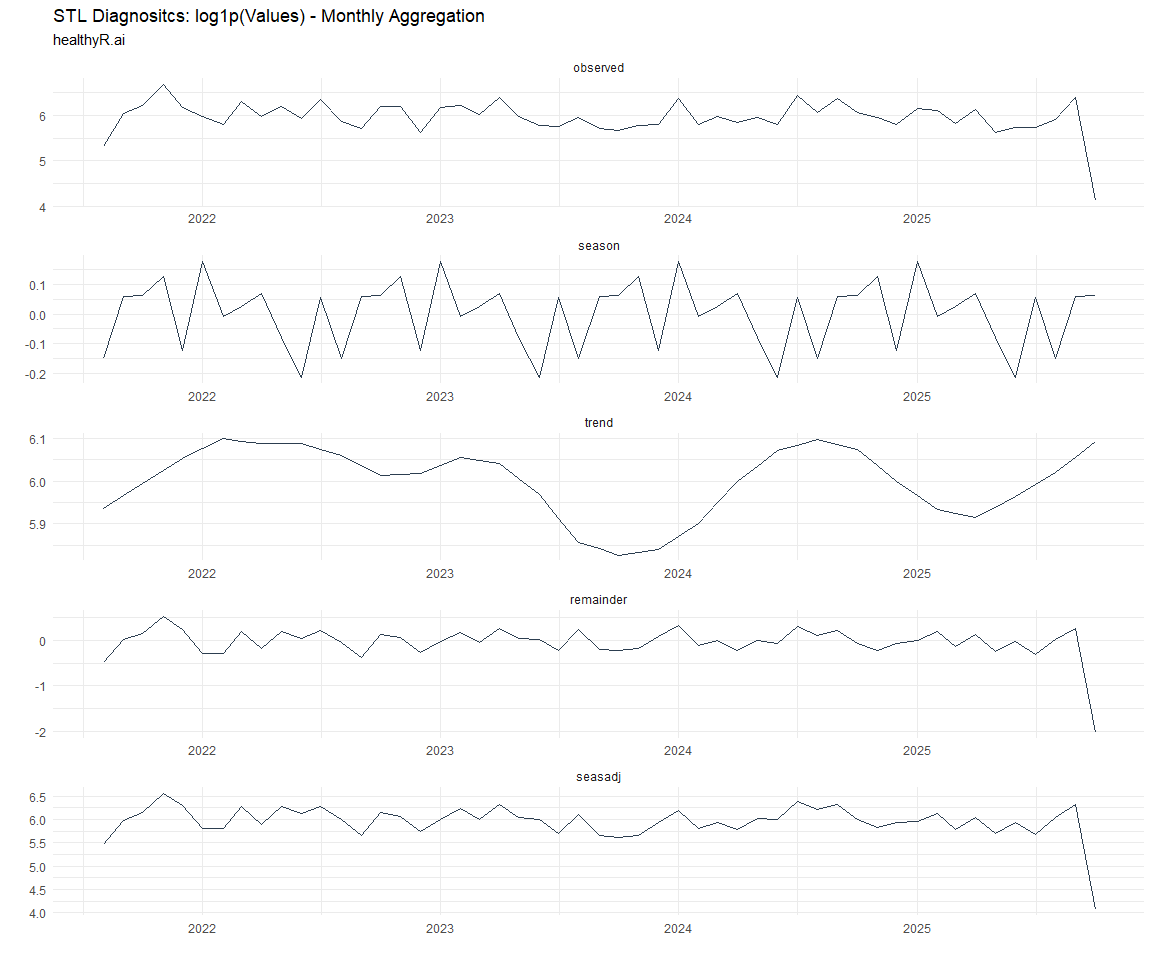 STL Diagnositcs: log1p(Values) - Monthly Aggregation
healthyR.ai
observed
6
5
4
2022 2023 2024 2025
season
0.1
0.0
-0.1
-0.2
2022 2023 2024 2025
trend
6.1
6.0
5.9
2022 2023 2024 2025
remainder
0
-1
-2
2022 2023 2024 2025
seasadj
6.5
6.0
5.5
5.0
4.5
4.0
2022 2023 2024 2025